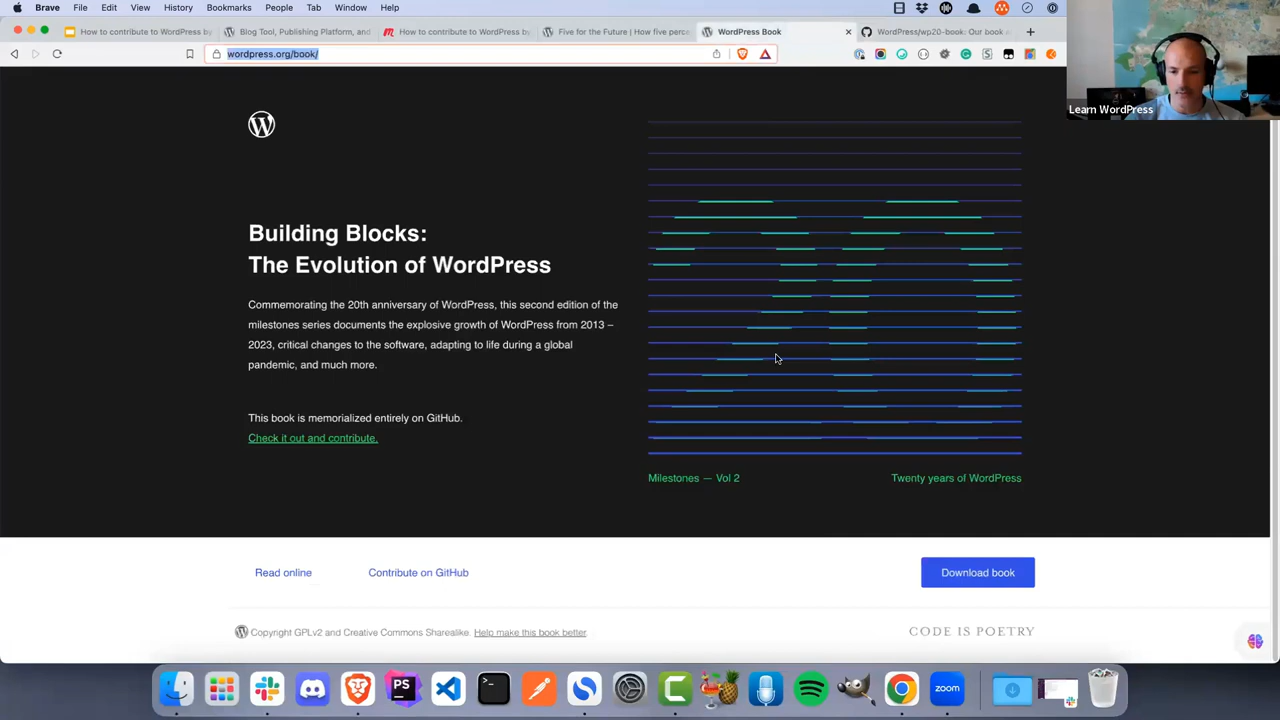 Brave File Edit View History Bookmarks People Tab Window Help
How to contribute to WordPress by
Blog Tool, Publishing Platform, and
How to contribute to WordPress by
Five for the Future | How five perce
WordPress Book
WordPress/wp20-book: Our book
wordpress.org/book/
Learn WordPress
Building Blocks:
The Evolution of WordPress
Commemorating the 20th anniversary of WordPress, this second edition of the
milestones series documents the explosive growth of WordPress from 2013 –
2023, critical changes to the software, adapting to life during a global
pandemic, and much more.
This book is memorialized entirely on GitHub.
Check it out and contribute.
Milestones — Vol 2
Twenty years of WordPress
Read online
Contribute on GitHub
Download book
Copyright GPLv2 and Creative Commons Sharealike. Help make this book better.
CODE IS POETRY
PS
zoom